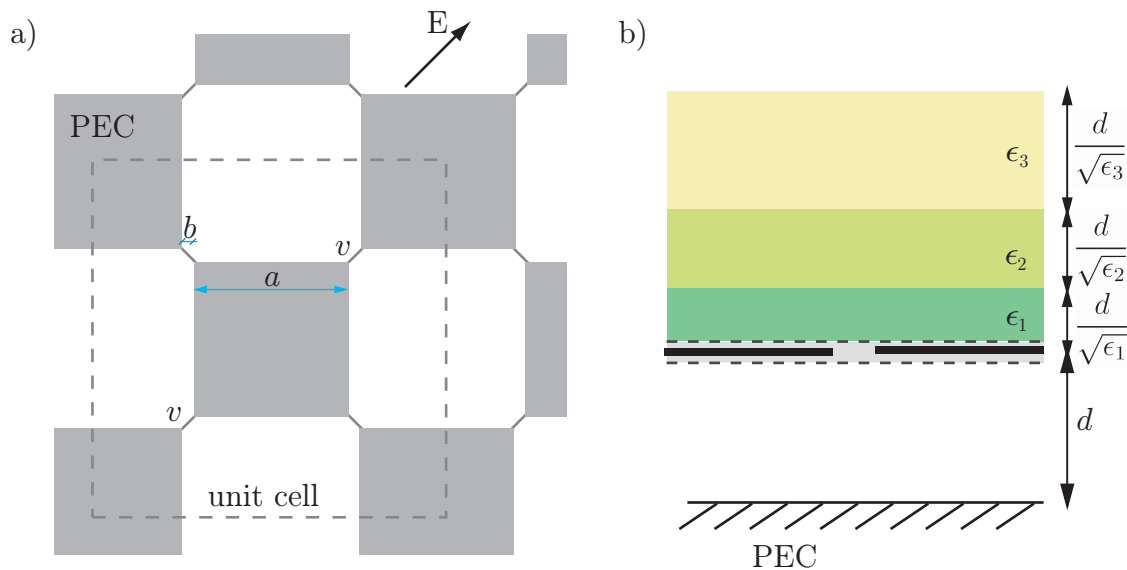 a)
E
PEC
b
v
a
v
unit cell
b)
ϵ₃
d/√ϵ₃
ϵ₂
d/√ϵ₂
ϵ₁
d/√ϵ₁
d
PEC